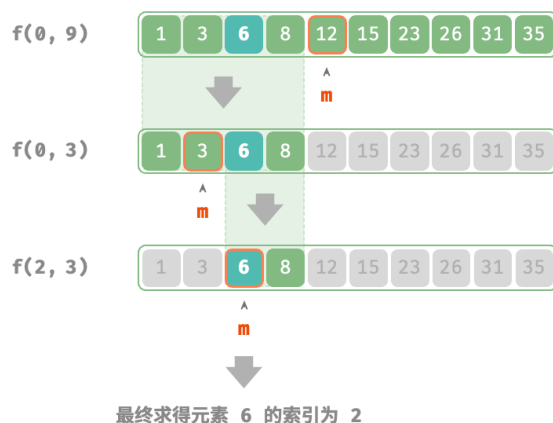 f(0, 9) 1 3 6 8 12 15 23 26 31 35
m
f(0, 3) 1 3 6 8 12 15 23 26 31 35
m
f(2, 3) 1 3 6 8 12 15 23 26 31 35
m
最终求得元素 6 的索引为 2